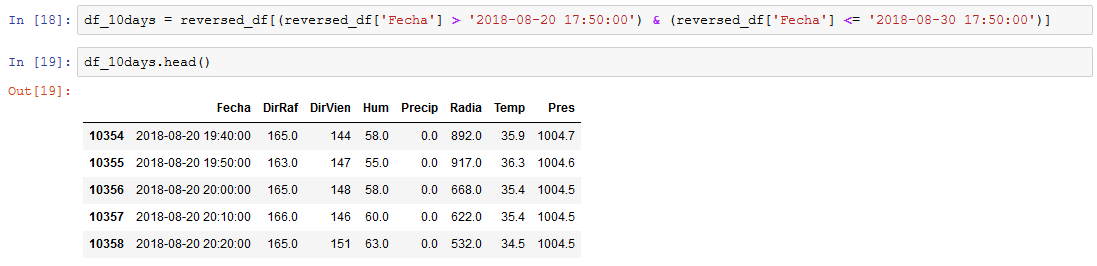 In [18]: df_10days = reversed_df[(reversed_df['Fecha'] > '2018-08-20 17:50:00') & (reversed_df['Fecha'] <= '2018-08-30 17:50:00')]
In [19]: df_10days.head()
Out[19]:
Fecha DirRaf DirVien Hum Precip Radia Temp Pres
10354 2018-08-20 19:40:00 165.0 144 58.0 0.0 892.0 35.9 1004.7
10355 2018-08-20 19:50:00 163.0 147 55.0 0.0 917.0 36.3 1004.6
10356 2018-08-20 20:00:00 165.0 148 58.0 0.0 668.0 35.4 1004.5
10357 2018-08-20 20:10:00 166.0 146 60.0 0.0 622.0 35.4 1004.5
10358 2018-08-20 20:20:00 165.0 151 63.0 0.0 532.0 34.5 1004.5